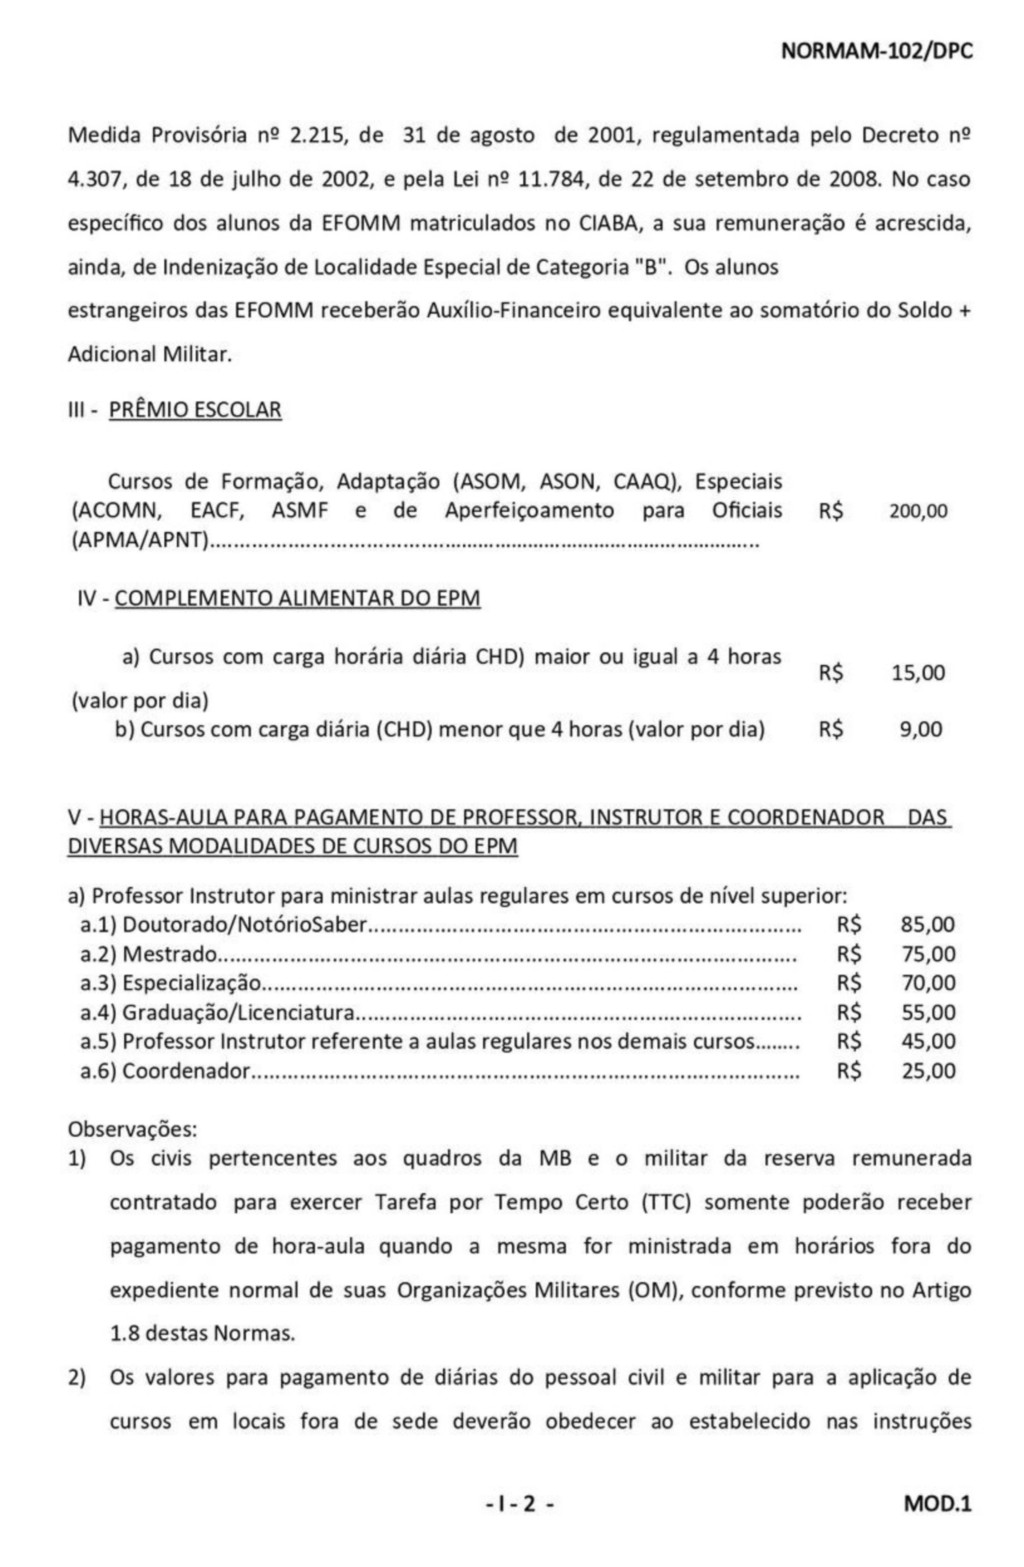 NORMAM-102/DPC
Medida Provisória nº 2.215, de 31 de agosto de 2001, regulamentada pelo Decreto nº
4.307, de 18 de julho de 2002, e pela Lei nº 11.784, de 22 de setembro de 2008. No caso
específico dos alunos da EFOMM matriculados no CIABA, a sua remuneração é acrescida,
ainda, de Indenização de Localidade Especial de Categoria "B". Os alunos
estrangeiros das EFOMM receberão Auxílio-Financeiro equivalente ao somatório do Soldo +
Adicional Militar.
III - PRÊMIO ESCOLAR
Cursos de Formação, Adaptação (ASOM, ASON, CAAQ), Especiais
(ACOMN, EACF, ASMF e de Aperfeiçoamento para Oficiais R$ 200,00
(APMA/APNT)............................................................................................
IV - COMPLEMENTO ALIMENTAR DO EPM
a) Cursos com carga horária diária CHD) maior ou igual a 4 horas
R$ 15,00
(valor por dia)
b) Cursos com carga diária (CHD) menor que 4 horas (valor por dia) R$ 9,00
V - HORAS-AULA PARA PAGAMENTO DE PROFESSOR, INSTRUTOR E COORDENADOR DAS
DIVERSAS MODALIDADES DE CURSOS DO EPM
a) Professor Instrutor para ministrar aulas regulares em cursos de nível superior:
a.1) Doutorado/NotórioSaber........................................................................ R$ 85,00
a.2) Mestrado................................................................................................ R$ 75,00
a.3) Especialização......................................................................................... R$ 70,00
a.4) Graduação/Licenciatura.......................................................................... R$ 55,00
a.5) Professor Instrutor referente a aulas regulares nos demais cursos........ R$ 45,00
a.6) Coordenador........................................................................................... R$ 25,00
Observações:
1) Os civis pertencentes aos quadros da MB e o militar da reserva remunerada
contratado para exercer Tarefa por Tempo Certo (TTC) somente poderão receber
pagamento de hora-aula quando a mesma for ministrada em horários fora do
expediente normal de suas Organizações Militares (OM), conforme previsto no Artigo
1.8 destas Normas.
2) Os valores para pagamento de diárias do pessoal civil e militar para a aplicação de
cursos em locais fora de sede deverão obedecer ao estabelecido nas instruções
- I - 2 - MOD.1